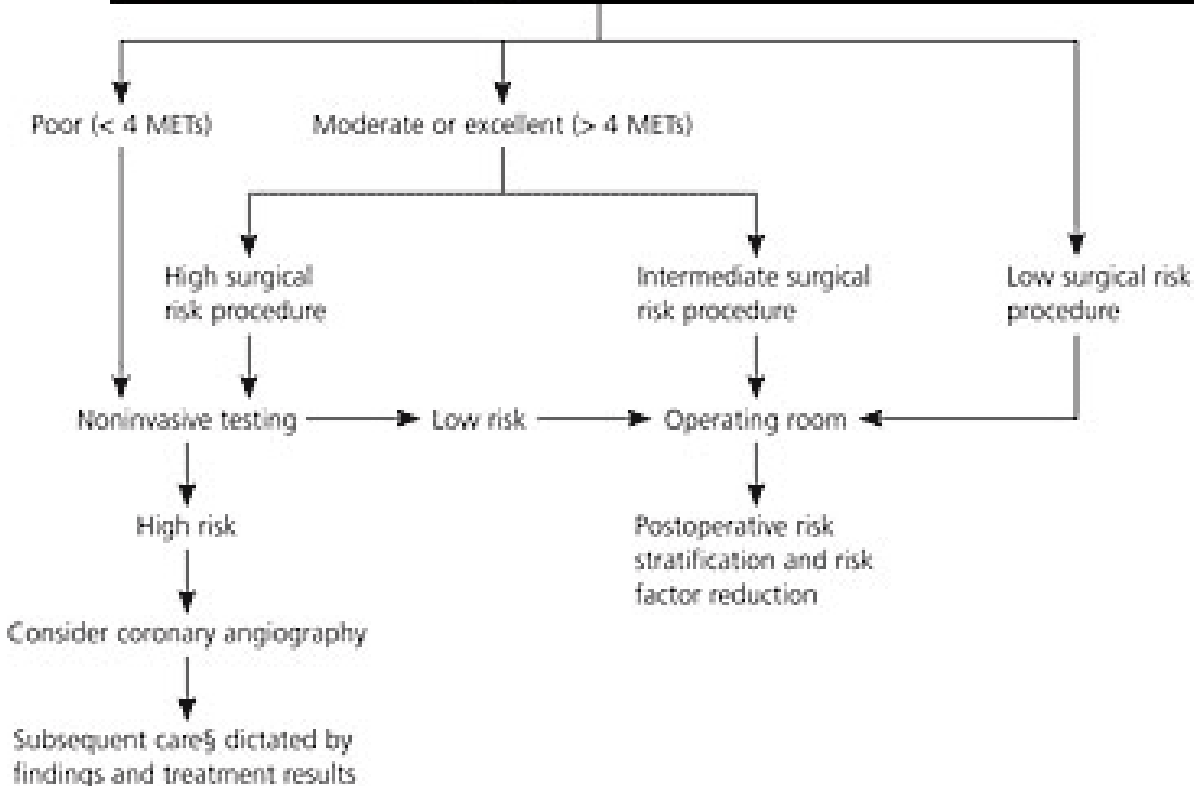 Poor (< 4 METs)
Moderate or excellent (> 4 METs)
High surgical
risk procedure
Intermediate surgical
risk procedure
Low surgical risk
procedure
Noninvasive testing
Low risk
Operating room
High risk
Postoperative risk
stratification and risk
factor reduction
Consider coronary angiography
Subsequent care§ dictated by
findings and treatment results